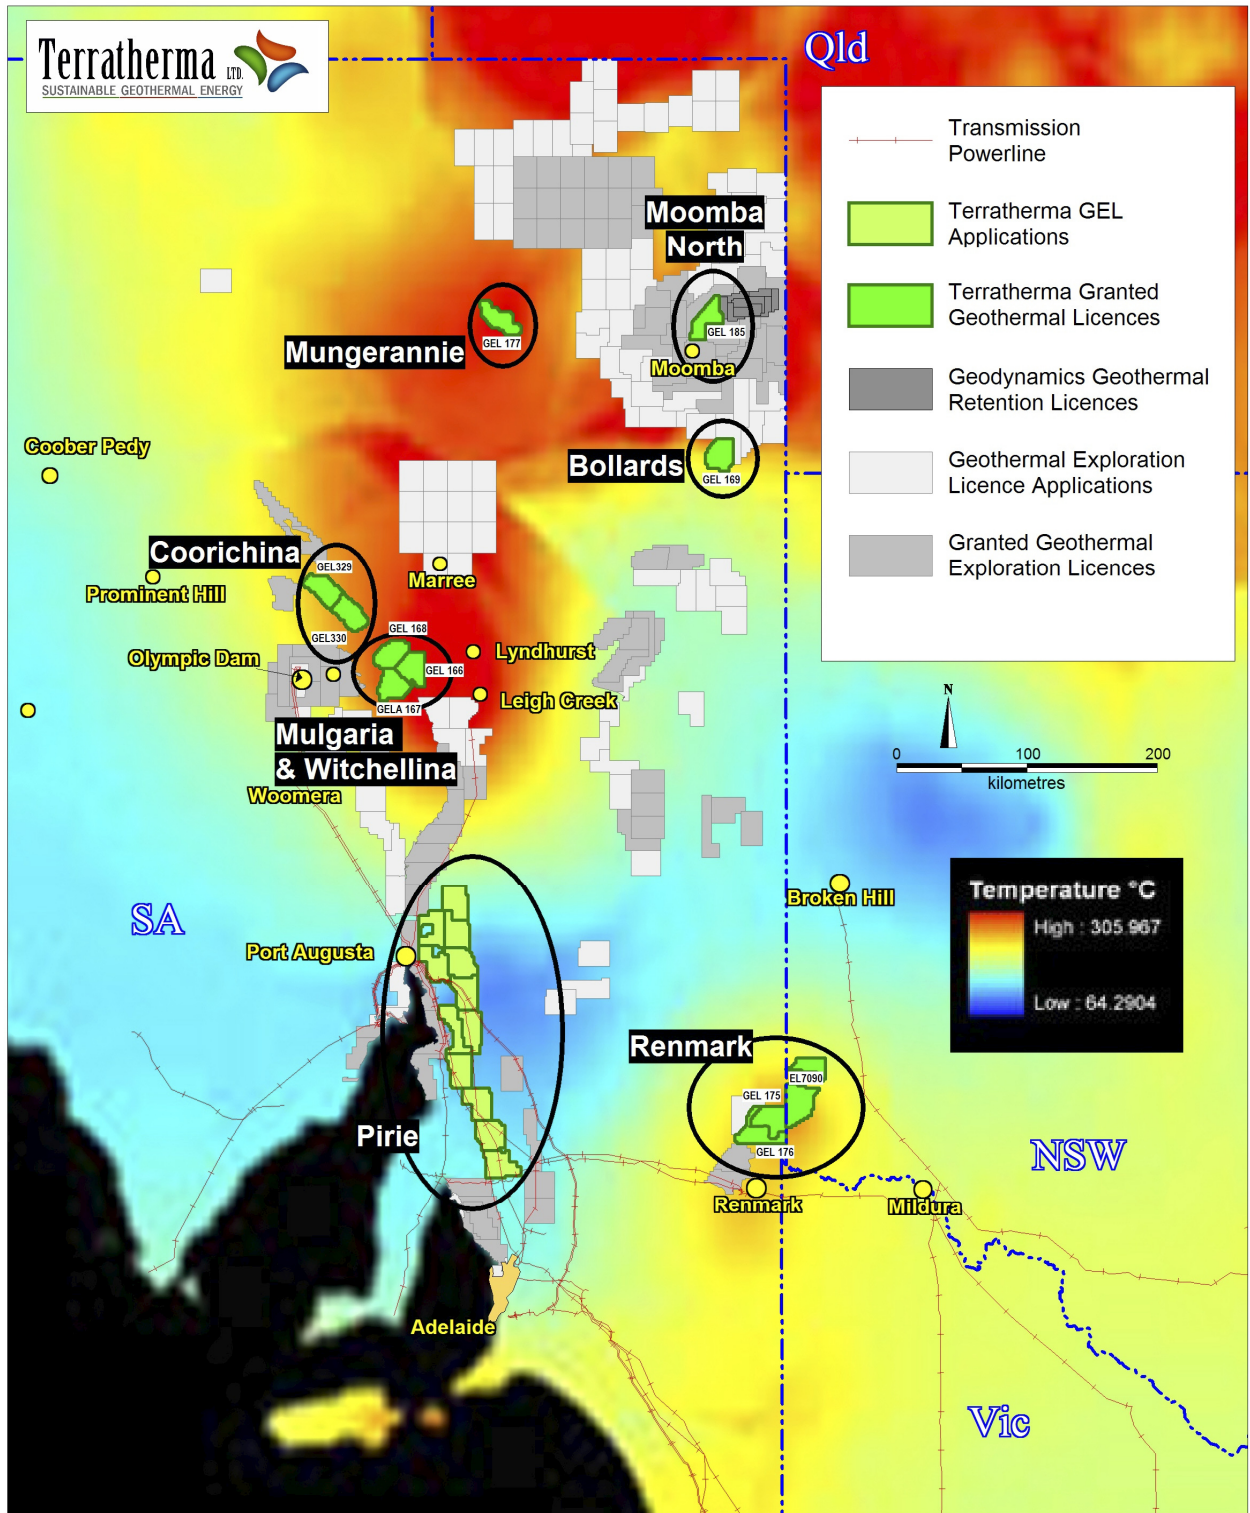 Terratherma LTD.
SUSTAINABLE GEOTHERMAL ENERGY
Qld
Transmission
Powerline
Terratherma GEL
Applications
Terratherma Granted
Geothermal Licences
Geodynamics Geothermal
Retention Licences
Geothermal Exploration
Licence Applications
Granted Geothermal
Exploration Licences
Moomba
North
GEL 185
Moomba
Mungerannie
GEL 177
Coober Pedy
Bollards
GEL 169
Coorichina
GEL329
GEL330
Prominent Hill
Marree
Olympic Dam
GEL 168
GEL 166
GELA 167
Lyndhurst
Leigh Creek
Mulgaria
& Witchellina
Woomera
N
0 100 200
kilometres
Temperature °C
High : 305.967
Low : 64.2904
Broken Hill
SA
Port Augusta
Renmark
EL7090
GEL 175
GEL 176
Pirie
NSW
Renmark
Mildura
Adelaide
Vic